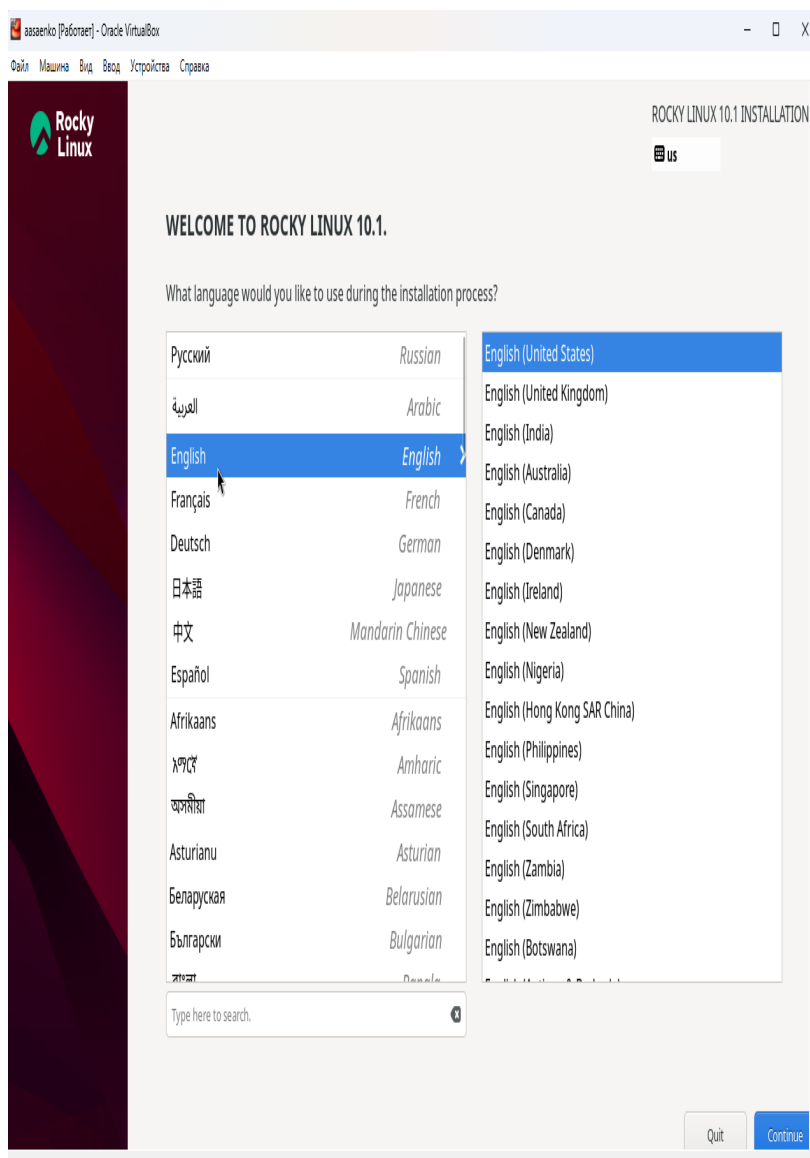 aasaenko [Работает] - Oracle VirtualBox
Файл Машина Вид Ввод Устройства Справка
Rocky
Linux
ROCKY LINUX 10.1 INSTALLATION
us
WELCOME TO ROCKY LINUX 10.1.
What language would you like to use during the installation process?
Русский Russian
العربية Arabic
English English
Français French
Deutsch German
日本語 Japanese
中文 Mandarin Chinese
Español Spanish
Afrikaans Afrikaans
አማርኛ Amharic
অসমীয়া Assamese
Asturianu Asturian
Беларуская Belarusian
Български Bulgarian
English (United States)
English (United Kingdom)
English (India)
English (Australia)
English (Canada)
English (Denmark)
English (Ireland)
English (New Zealand)
English (Nigeria)
English (Hong Kong SAR China)
English (Philippines)
English (Singapore)
English (South Africa)
English (Zambia)
English (Zimbabwe)
English (Botswana)
Type here to search.
Quit Continue